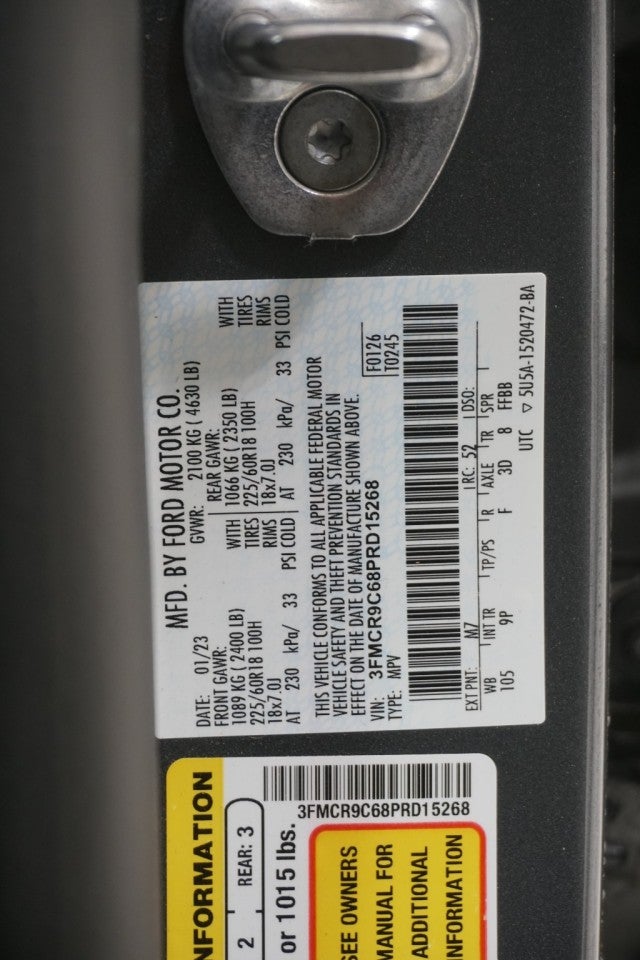 MFD. BY FORD MOTOR CO.
DATE: 01/23 GVWR: 2100 KG ( 4630 LB)
FRONT GAWR: REAR GAWR: WITH
1089 KG ( 2400 LB) 1066 KG ( 2350 LB) TIRES
225/60R18 100H TIRES 225/60R18 100H RIMS
18x7.0J RIMS 18x7.0J
AT 230 kPa/ 33 PSI COLD AT 230 kPa/ 33 PSI COLD
THIS VEHICLE CONFORMS TO ALL APPLICABLE FEDERAL MOTOR
VEHICLE SAFETY AND THEFT PREVENTION STANDARDS IN
EFFECT ON THE DATE OF MANUFACTURE SHOWN ABOVE.
VIN: 3FMCR9C68PRD15268 F0126
TYPE: MPV T0245
EXT PNT: M7 RC: 52 DSO:
WB INT TR TP/PS R AXLE TR SPR
105 9P F 3D 8 FFBB
UTC ▽ 5U5A-1520472-BA
3FMCR9C68PRD15268
NFORMATION
2 REAR: 3
or 1015 lbs.
SEE OWNERS
MANUAL FOR
ADDITIONAL
INFORMATION